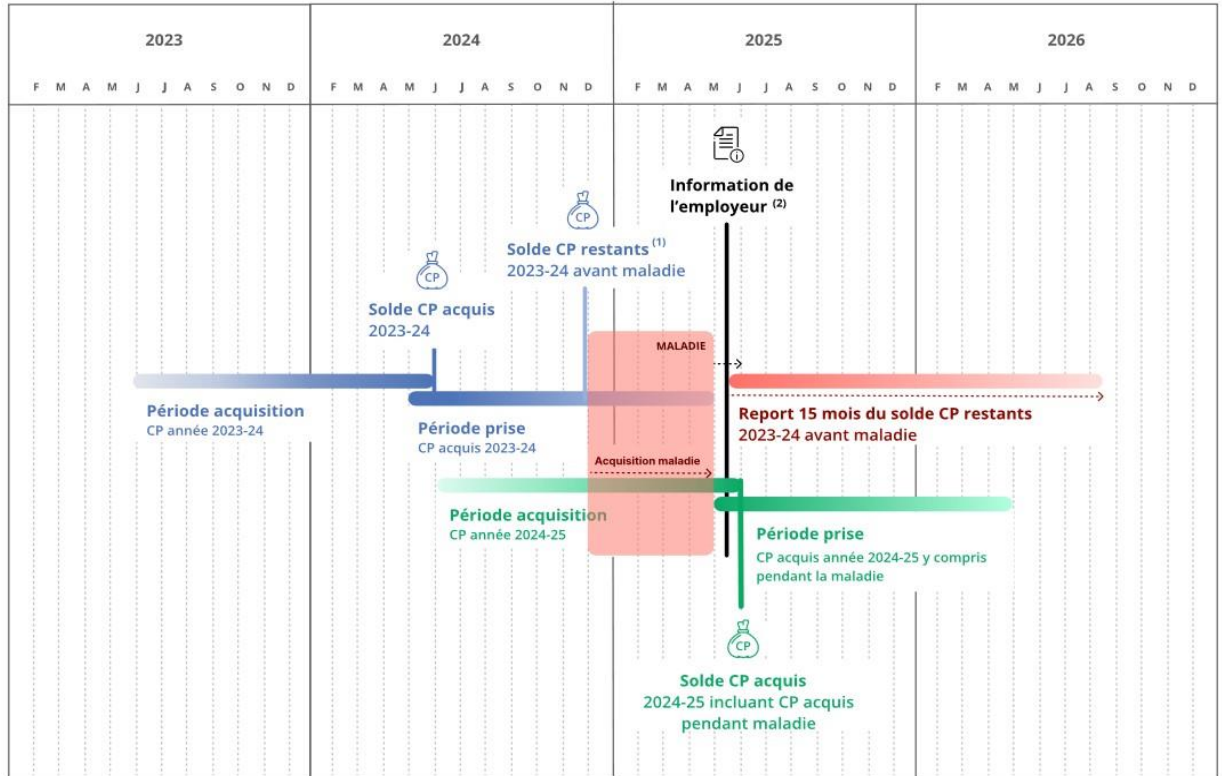 2023
2024
2025
2026
F M A M J J A S O N D
F M A M J J A S O N D
F M A M J J A S O N D
F M A M J J A S O N D
Information de
l'employeur (2)
CP
Solde CP restants (1)
2023-24 avant maladie
CP
Solde CP acquis
2023-24
MALADIE
Période acquisition
CP année 2023-24
Période prise
CP acquis 2023-24
Report 15 mois du solde CP restants
2023-24 avant maladie
Acquisition maladie
Période acquisition
CP année 2024-25
Période prise
CP acquis année 2024-25 y compris
pendant la maladie
CP
Solde CP acquis
2024-25 incluant CP acquis
pendant maladie